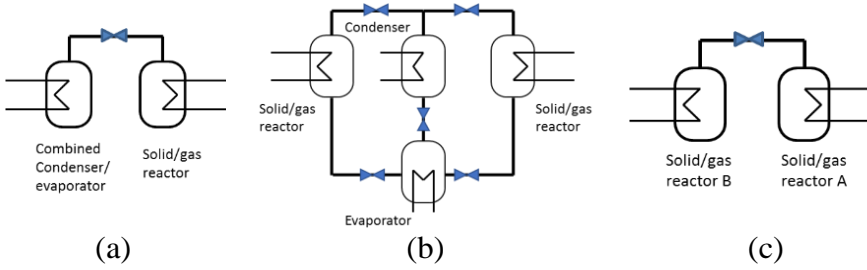 Combined
Condenser/
evaporator
Solid/gas
reactor
(a)
Condenser
Solid/gas
reactor
Solid/gas
reactor
Evaporator
(b)
Solid/gas
reactor B
Solid/gas
reactor A
(c)